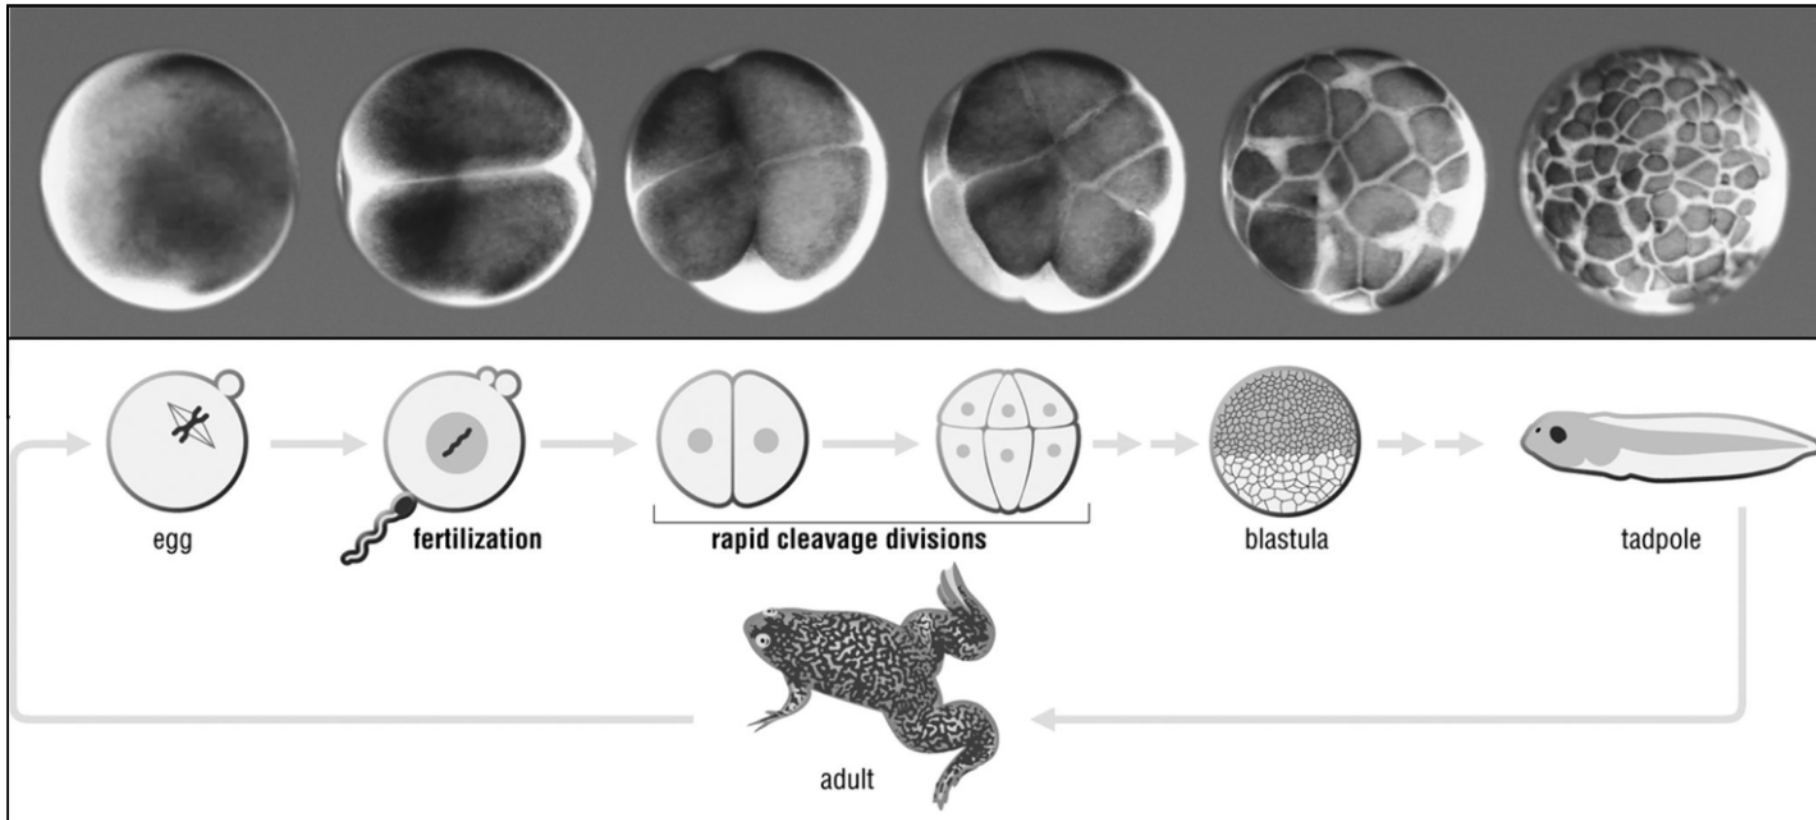 egg
fertilization
rapid cleavage divisions
blastula
tadpole
adult